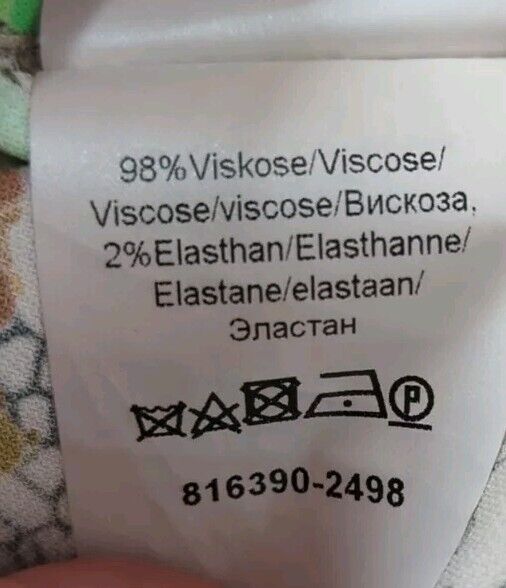 98%Viskose/Viscose/
Viscose/viscose/Вискоза,
2%Elasthan/Elasthanne/
Elastane/elastaan/
Эластан
P
816390-2498